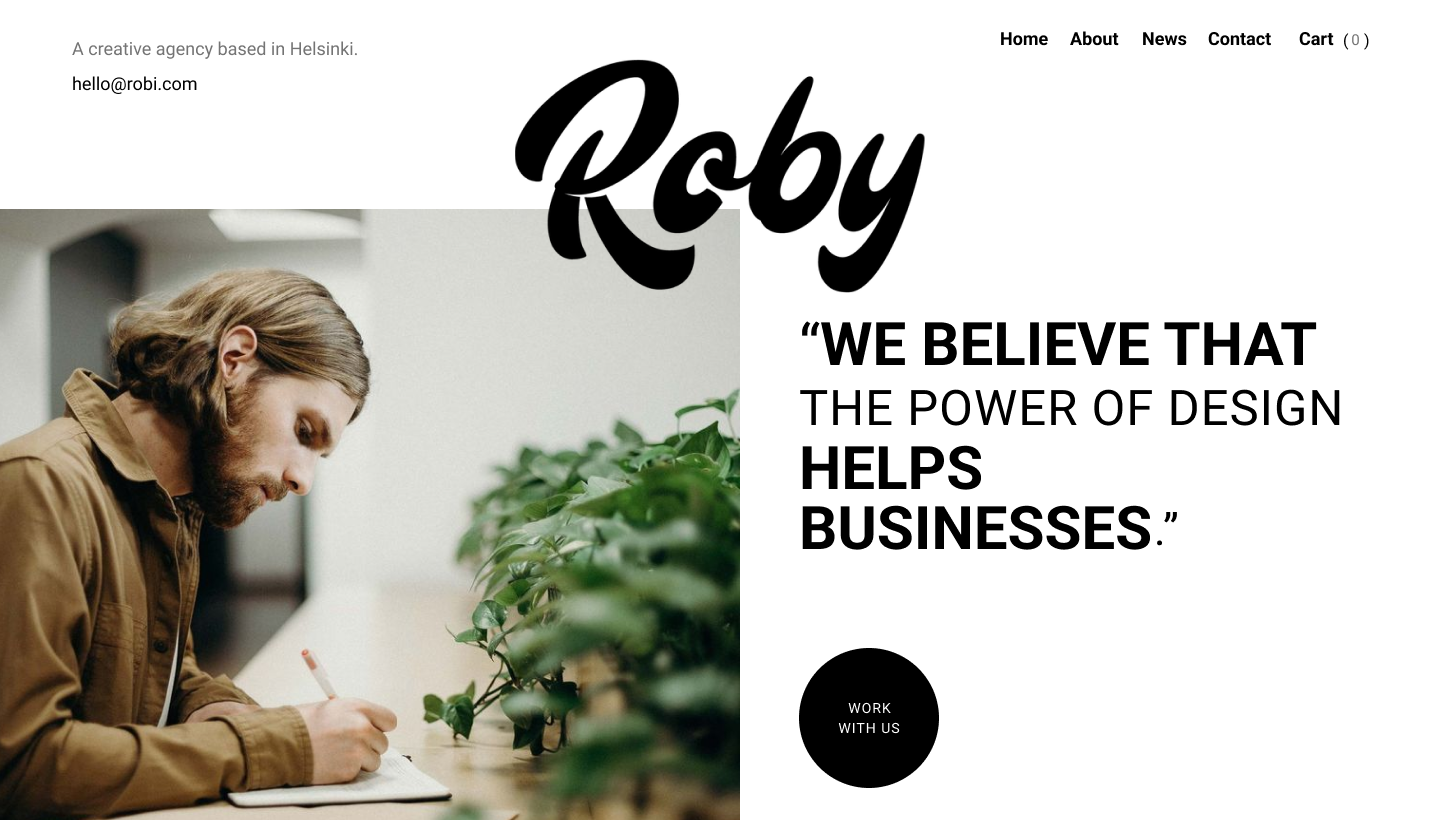 A creative agency based in Helsinki.
hello@robi.com
Home About News Contact Cart (0)
Roby
“WE BELIEVE THAT
THE POWER OF DESIGN
HELPS
BUSINESSES.”
WORK
WITH US